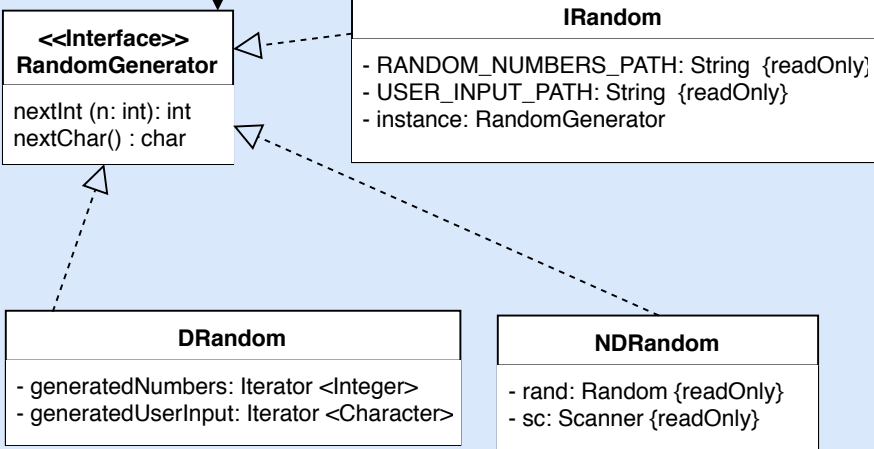 <<Interface>>
RandomGenerator
nextInt (n: int): int
nextChar() : char
IRandom
- RANDOM_NUMBERS_PATH: String {readOnly}
- USER_INPUT_PATH: String {readOnly}
- instance: RandomGenerator
DRandom
- generatedNumbers: Iterator <Integer>
- generatedUserInput: Iterator <Character>
NDRandom
- rand: Random {readOnly}
- sc: Scanner {readOnly}